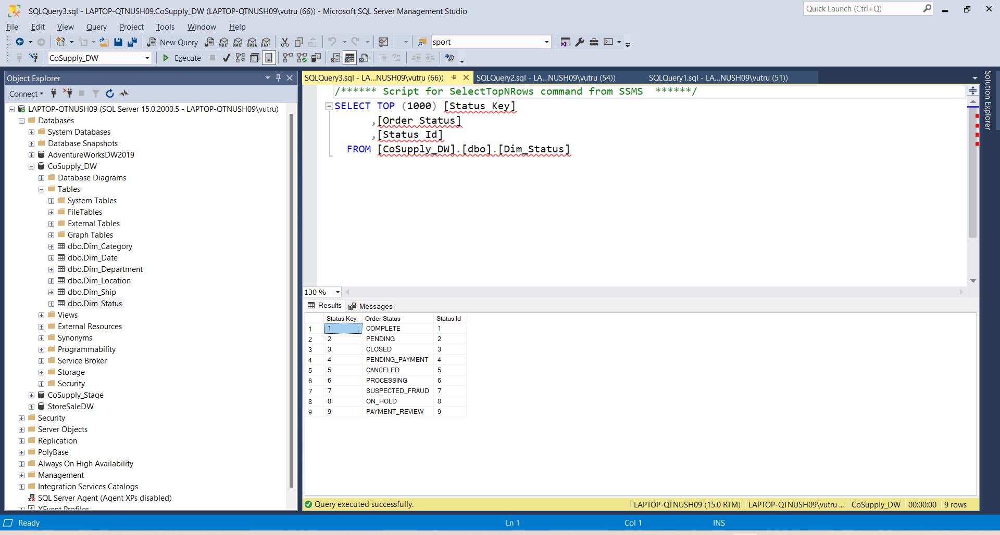 SQLQuery3.sql - LAPTOP-QTNUSH09.CoSupply_DW (LAPTOP-QTNUSH09\vutru (66)) - Microsoft SQL Server Management Studio
Quick Launch (Ctrl+Q)
File Edit View Query Project Tools Window Help
New Query MDX DMX XMLA DAX sport
CoSupply_DW Execute
Object Explorer
Connect
LAPTOP-QTNUSH09 (SQL Server 15.0.2000.5 - LAPTOP-QTNUSH09\vutru)
Databases
System Databases
Database Snapshots
AdventureWorksDW2019
CoSupply_DW
Database Diagrams
Tables
System Tables
FileTables
External Tables
Graph Tables
dbo.Dim_Category
dbo.Dim_Date
dbo.Dim_Department
dbo.Dim_Location
dbo.Dim_Ship
dbo.Dim_Status
Views
External Resources
Synonyms
Programmability
Service Broker
Storage
Security
CoSupply_Stage
StoreSaleDW
Security
Server Objects
Replication
PolyBase
Always On High Availability
Management
Integration Services Catalogs
SQL Server Agent (Agent XPs disabled)
XEvent Profiler
SQLQuery3.sql - LA...NUSH09\vutru (66)) SQLQuery2.sql - LA...NUSH09\vutru (54)) SQLQuery1.sql - LA...NUSH09\vutru (51))
/****** Script for SelectTopNRows command from SSMS  ******/
SELECT TOP (1000) [Status Key]
,[Order Status]
,[Status Id]
FROM [CoSupply_DW].[dbo].[Dim_Status]
130 %
Results Messages
Status Key Order Status Status Id
1 1 COMPLETE 1
2 2 PENDING 2
3 3 CLOSED 3
4 4 PENDING_PAYMENT 4
5 5 CANCELED 5
6 6 PROCESSING 6
7 7 SUSPECTED_FRAUD 7
8 8 ON_HOLD 8
9 9 PAYMENT_REVIEW 9
Query executed successfully. LAPTOP-QTNUSH09 (15.0 RTM) LAPTOP-QTNUSH09\vutru ... CoSupply_DW 00:00:00 9 rows
Solution Explorer
Ready Ln 1 Col 1 INS